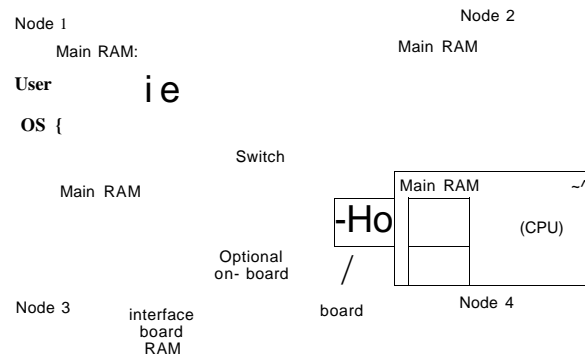 Node 1
Node 2
Main RAM:
Main RAM
User
i e
OS {
Switch
Main RAM
Main RAM
~^
-Ho
(CPU)
Optional
on- board
Node 3
interface
board
RAM
board
Node 4